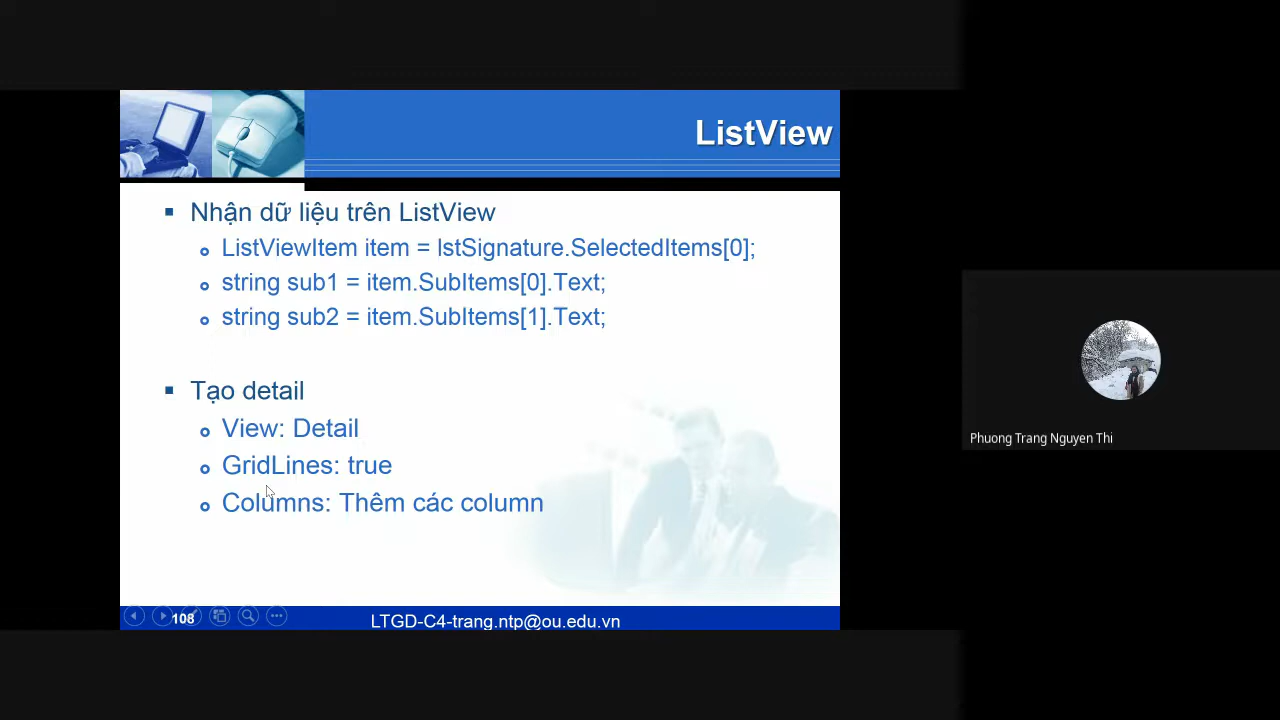 ListView
Nhận dữ liệu trên ListView
ListViewItem item = lstSignature.SelectedItems[0];
string sub1 = item.SubItems[0].Text;
string sub2 = item.SubItems[1].Text;
Tạo detail
View: Detail
GridLines: true
Columns: Thêm các column
Phuong Trang Nguyen Thi
108
LTGD-C4-trang.ntp@ou.edu.vn